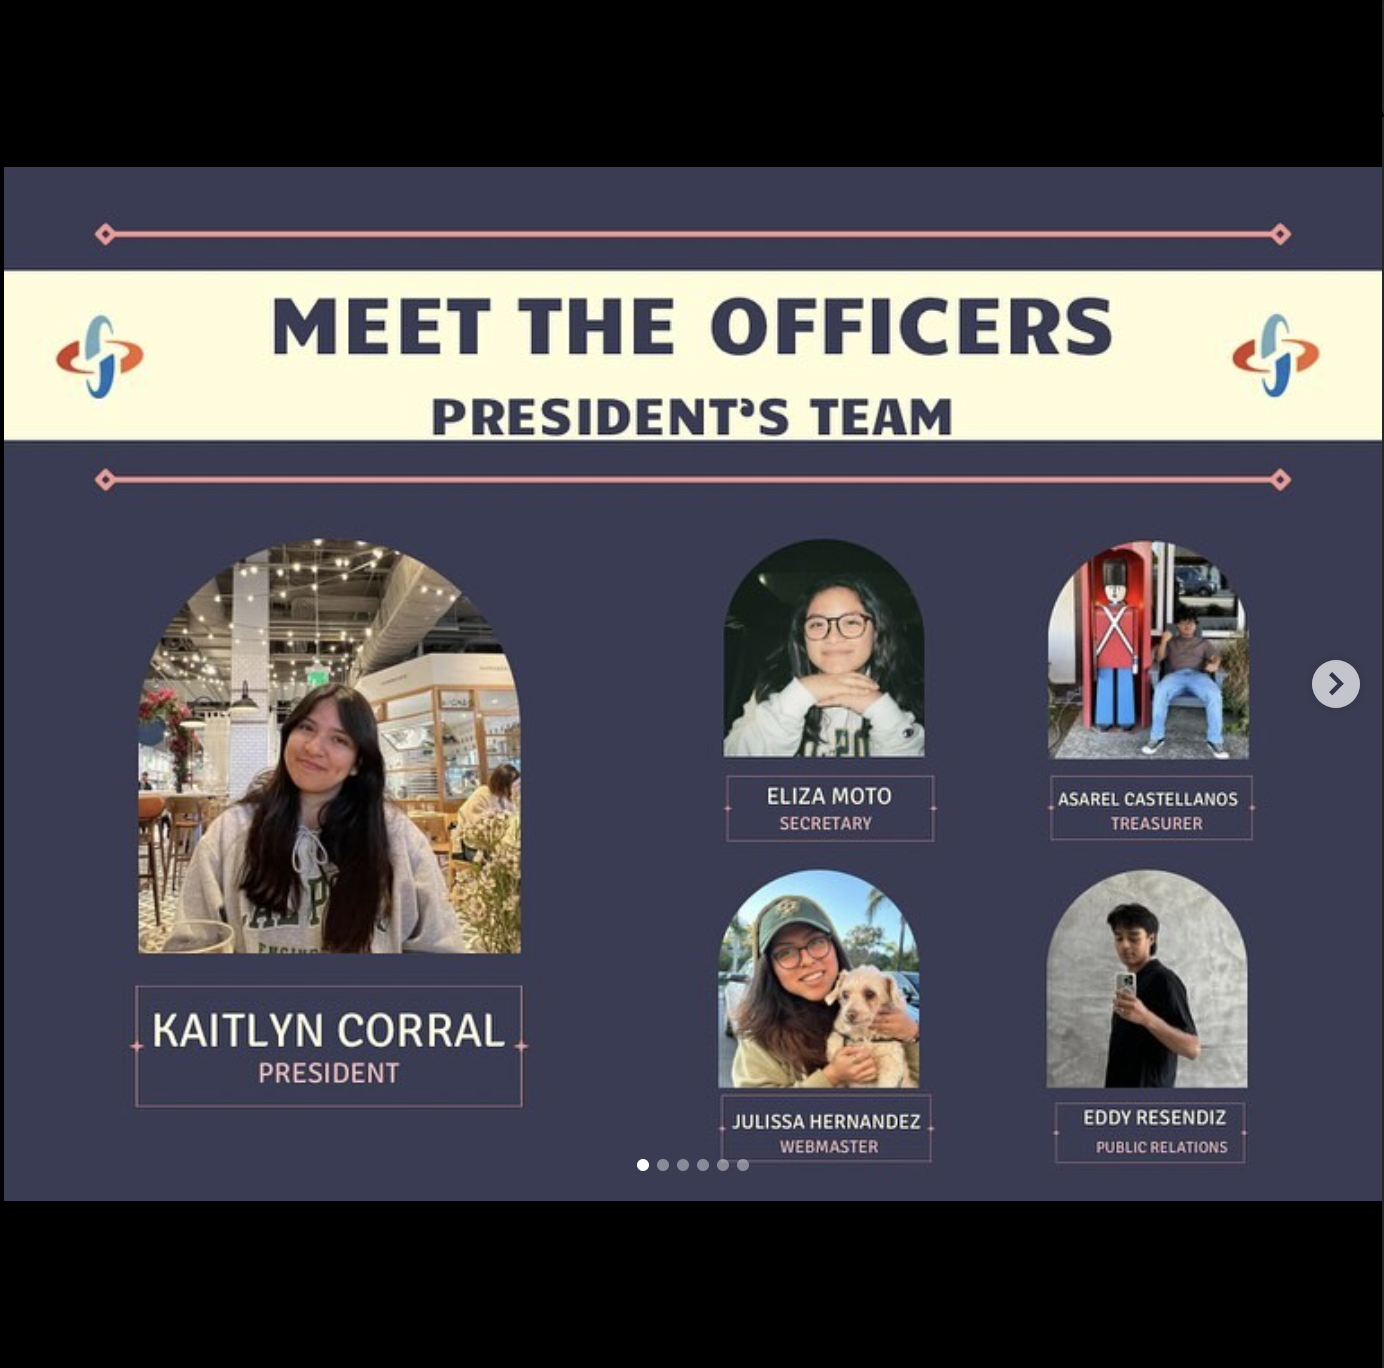 MEET THE OFFICERS
PRESIDENT'S TEAM
KAITLYN CORRAL
PRESIDENT
ELIZA MOTO
SECRETARY
ASAREL CASTELLANOS
TREASURER
JULISSA HERNANDEZ
WEBMASTER
EDDY RESENDIZ
PUBLIC RELATIONS